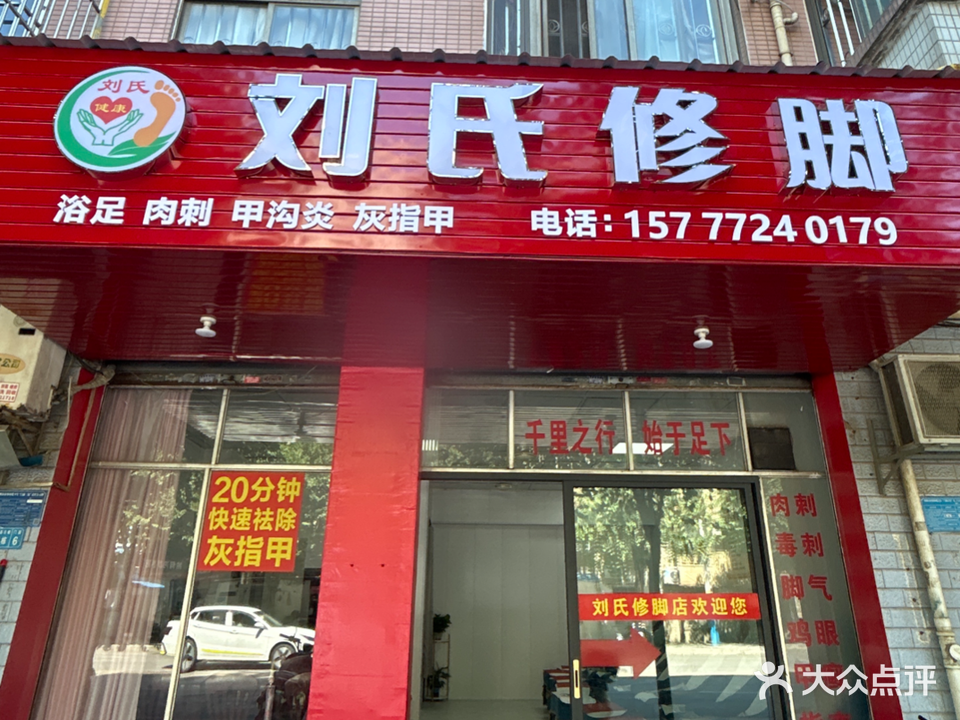 刘氏
健康
刘氏修脚
浴足 肉刺 甲沟炎 灰指甲 电话：15777240179
千里之行 始于足下
20分钟
快速祛除
灰指甲
刘氏修脚店欢迎您
肉刺
毒刺
脚气
鸡眼
大众点评